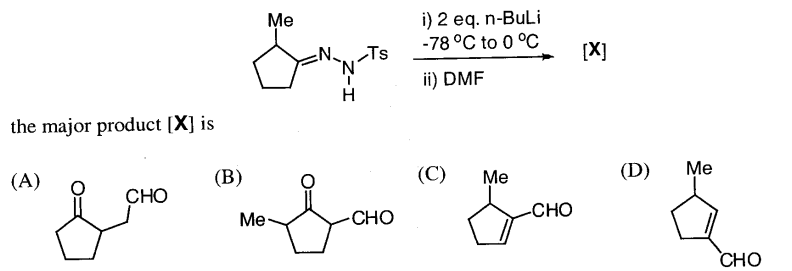 Me
i) 2 eq. n-BuLi
-78 °C to 0 °C
N
N
Ts
H
[X]
ii) DMF
the major product [X] is
(A)
O
CHO
(B)
O
Me
CHO
(C)
Me
CHO
(D)
Me
CHO